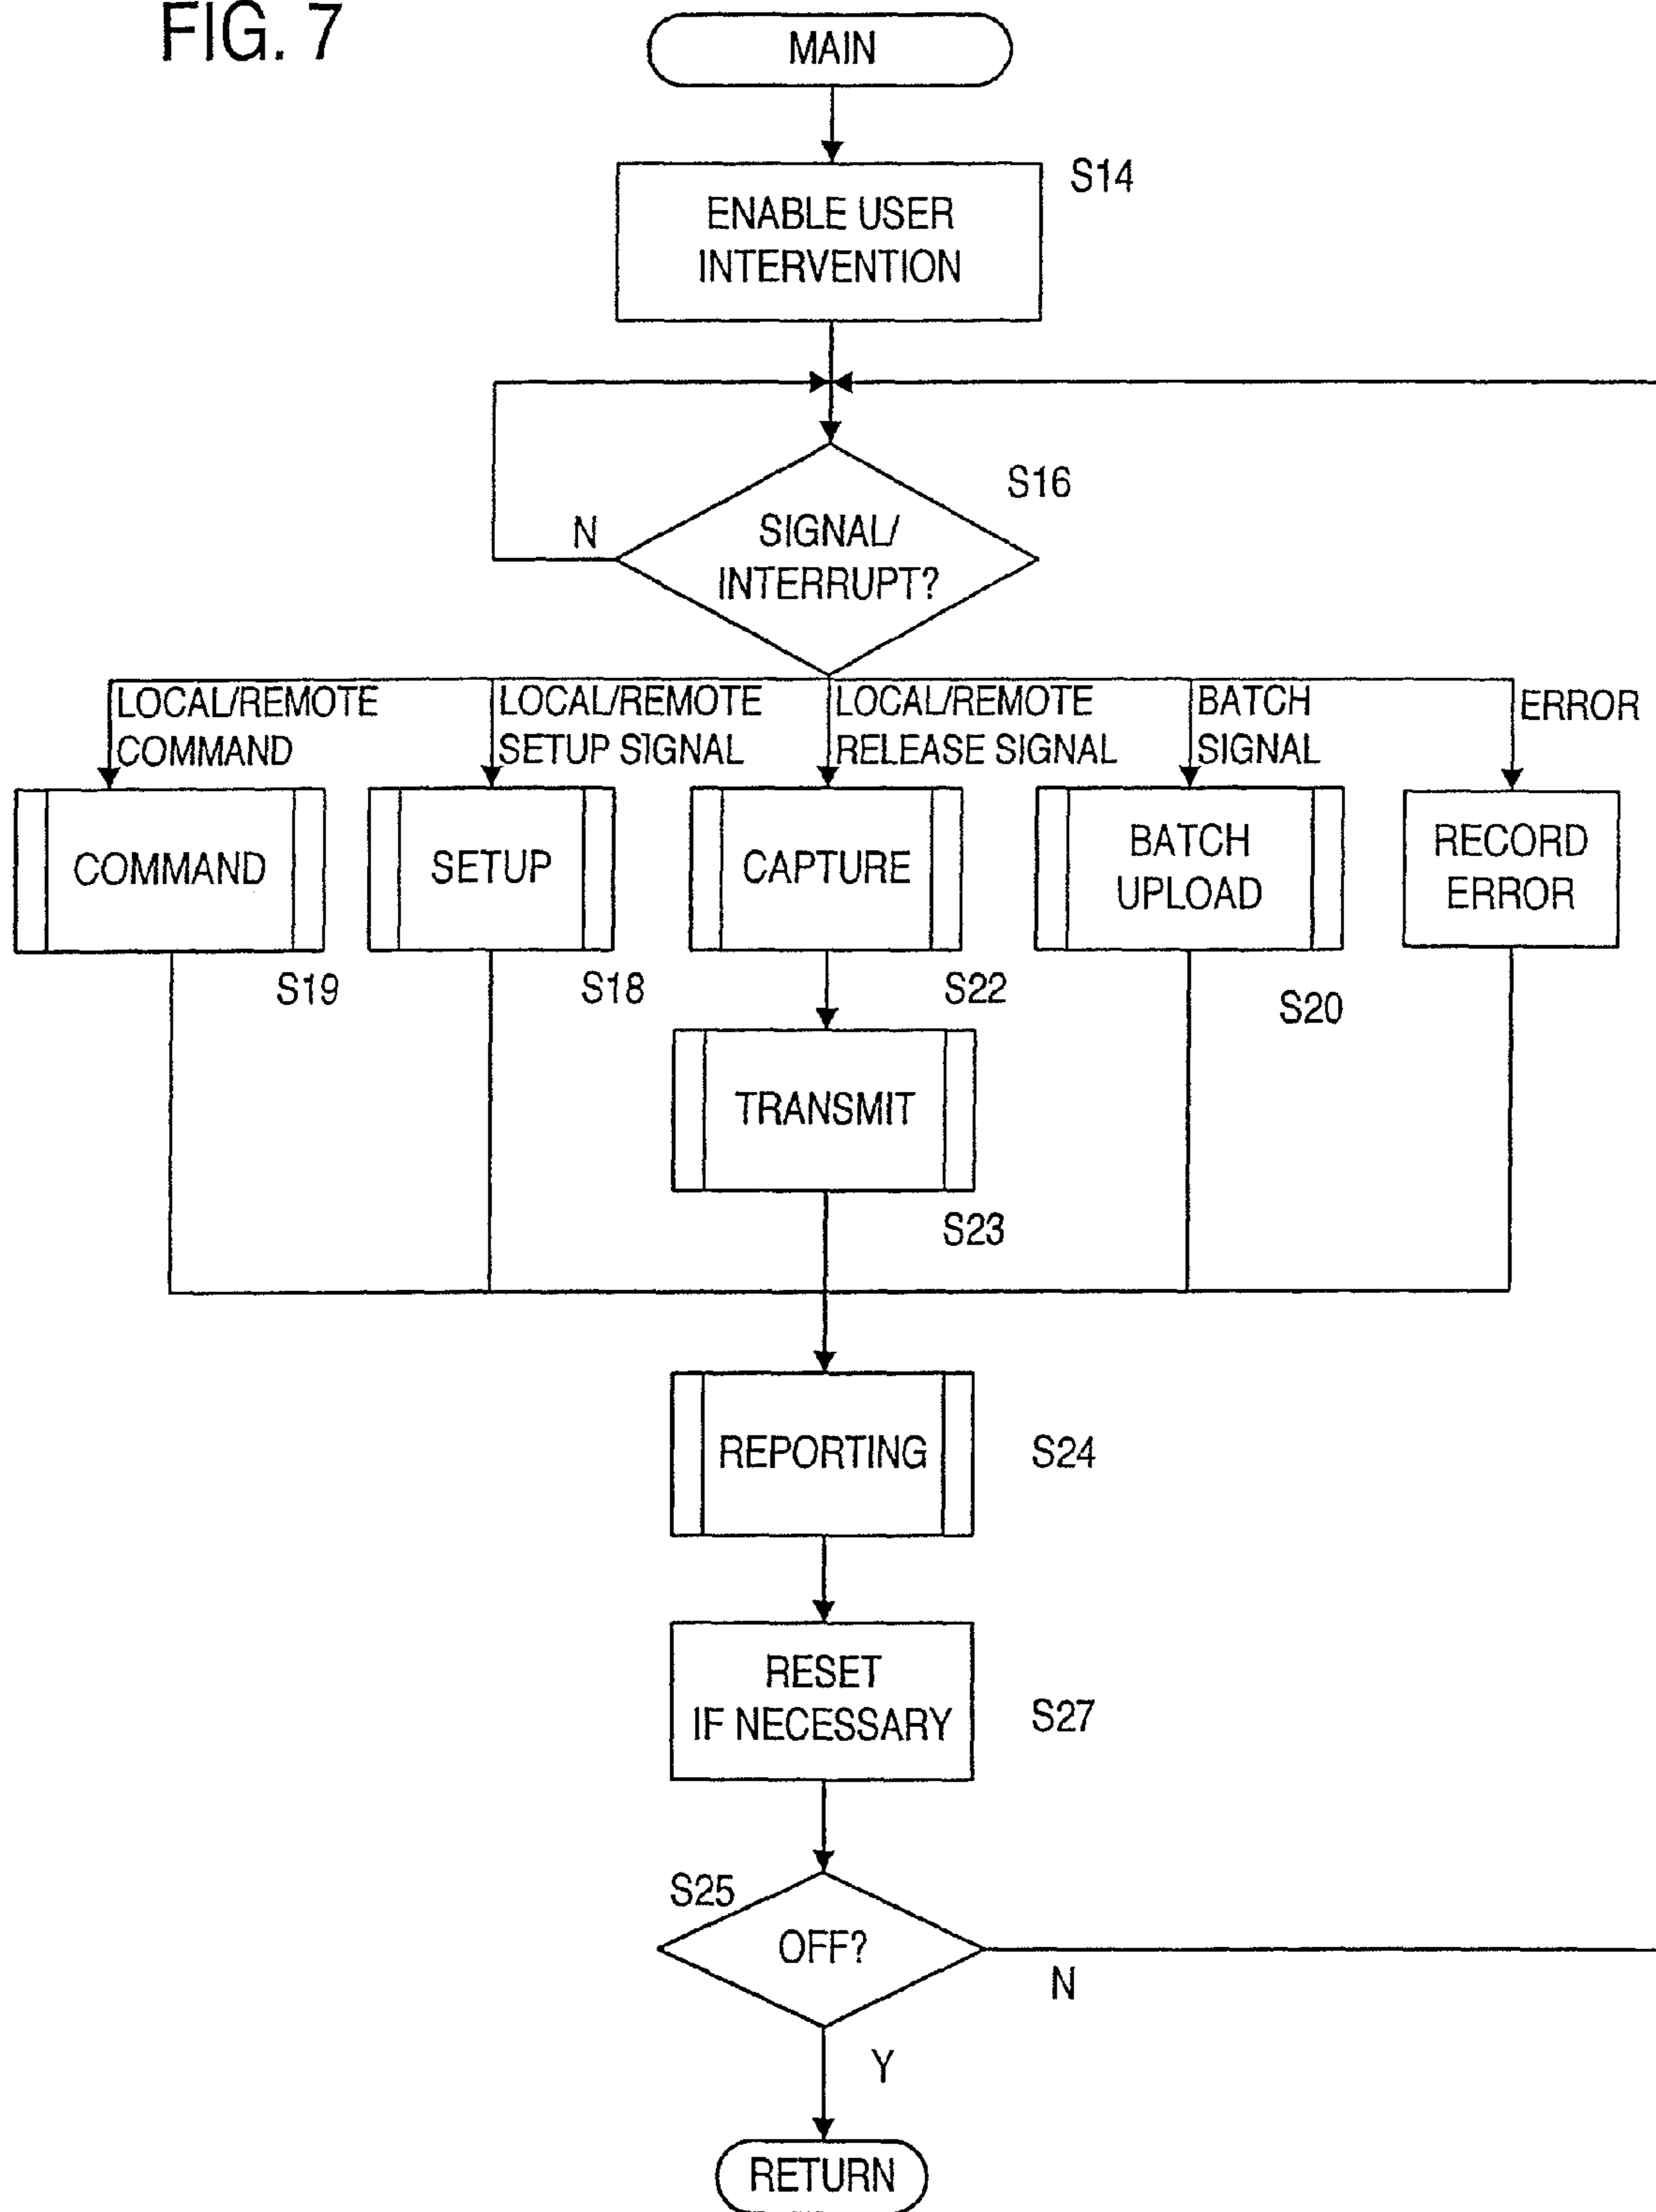 FIG. 7
MAIN
S14
ENABLE USER
INTERVENTION
S16
N
SIGNAL/
INTERRUPT?
LOCAL/REMOTE
COMMAND
LOCAL/REMOTE
SETUP SIGNAL
LOCAL/REMOTE
RELEASE SIGNAL
BATCH
SIGNAL
ERROR
COMMAND
SETUP
CAPTURE
BATCH
UPLOAD
RECORD
ERROR
S19
S18
S22
S20
TRANSMIT
S23
REPORTING
S24
RESET
IF NECESSARY
S27
S25
OFF?
N
Y
RETURN